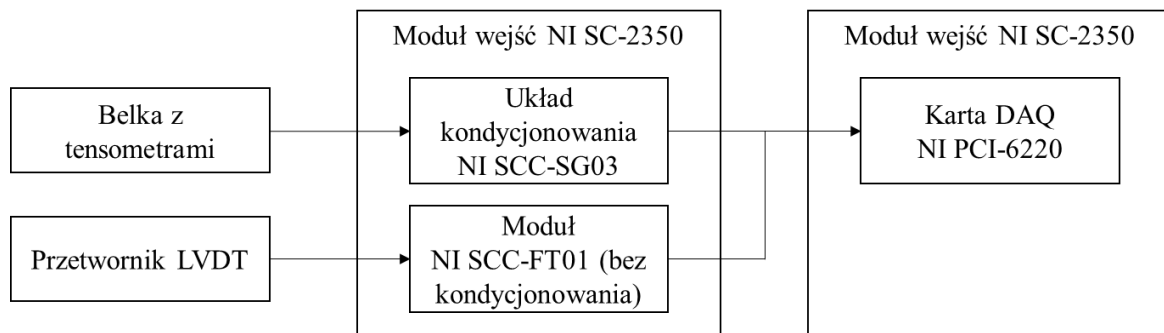 Moduł wejść NI SC-2350
Moduł wejść NI SC-2350
Belka z
tensometrami
Układ
kondycjonowania
NI SCC-SG03
Karta DAQ
NI PCI-6220
Przetwornik LVDT
Moduł
NI SCC-FT01 (bez
kondycjonowania)